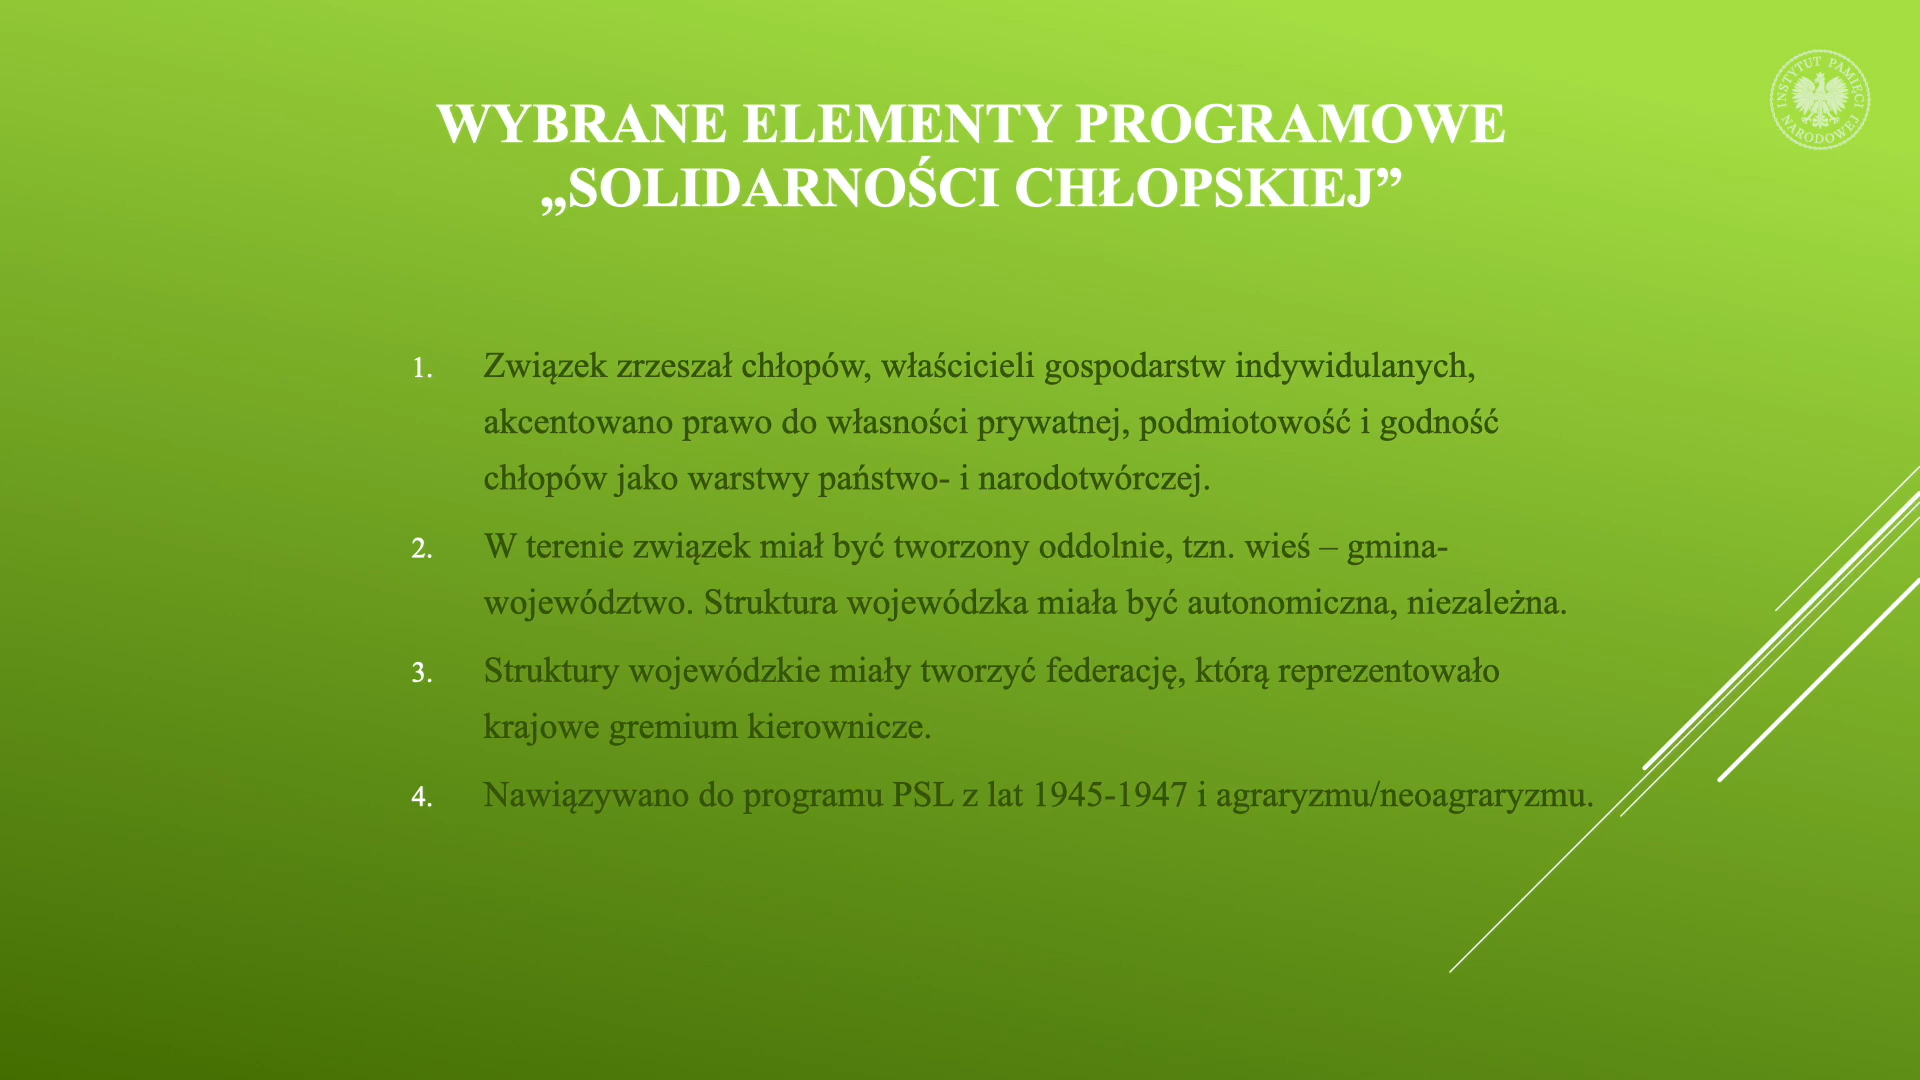 WYBRANE ELEMENTY PROGRAMOWE
„SOLIDARNOŚCI CHŁOPSKIEJ”
INSTYTUT PAMIĘCI NARODOWEJ
1. Związek zrzeszał chłopów, właścicieli gospodarstw indywidulanych,
akcentowano prawo do własności prywatnej, podmiotowość i godność
chłopów jako warstwy państwo- i narodotwórczej.
2. W terenie związek miał być tworzony oddolnie, tzn. wieś – gmina-
województwo. Struktura wojewódzka miała być autonomiczna, niezależna.
3. Struktury wojewódzkie miały tworzyć federację, którą reprezentowało
krajowe gremium kierownicze.
4. Nawiązywano do programu PSL z lat 1945-1947 i agraryzmu/neoagraryzmu.